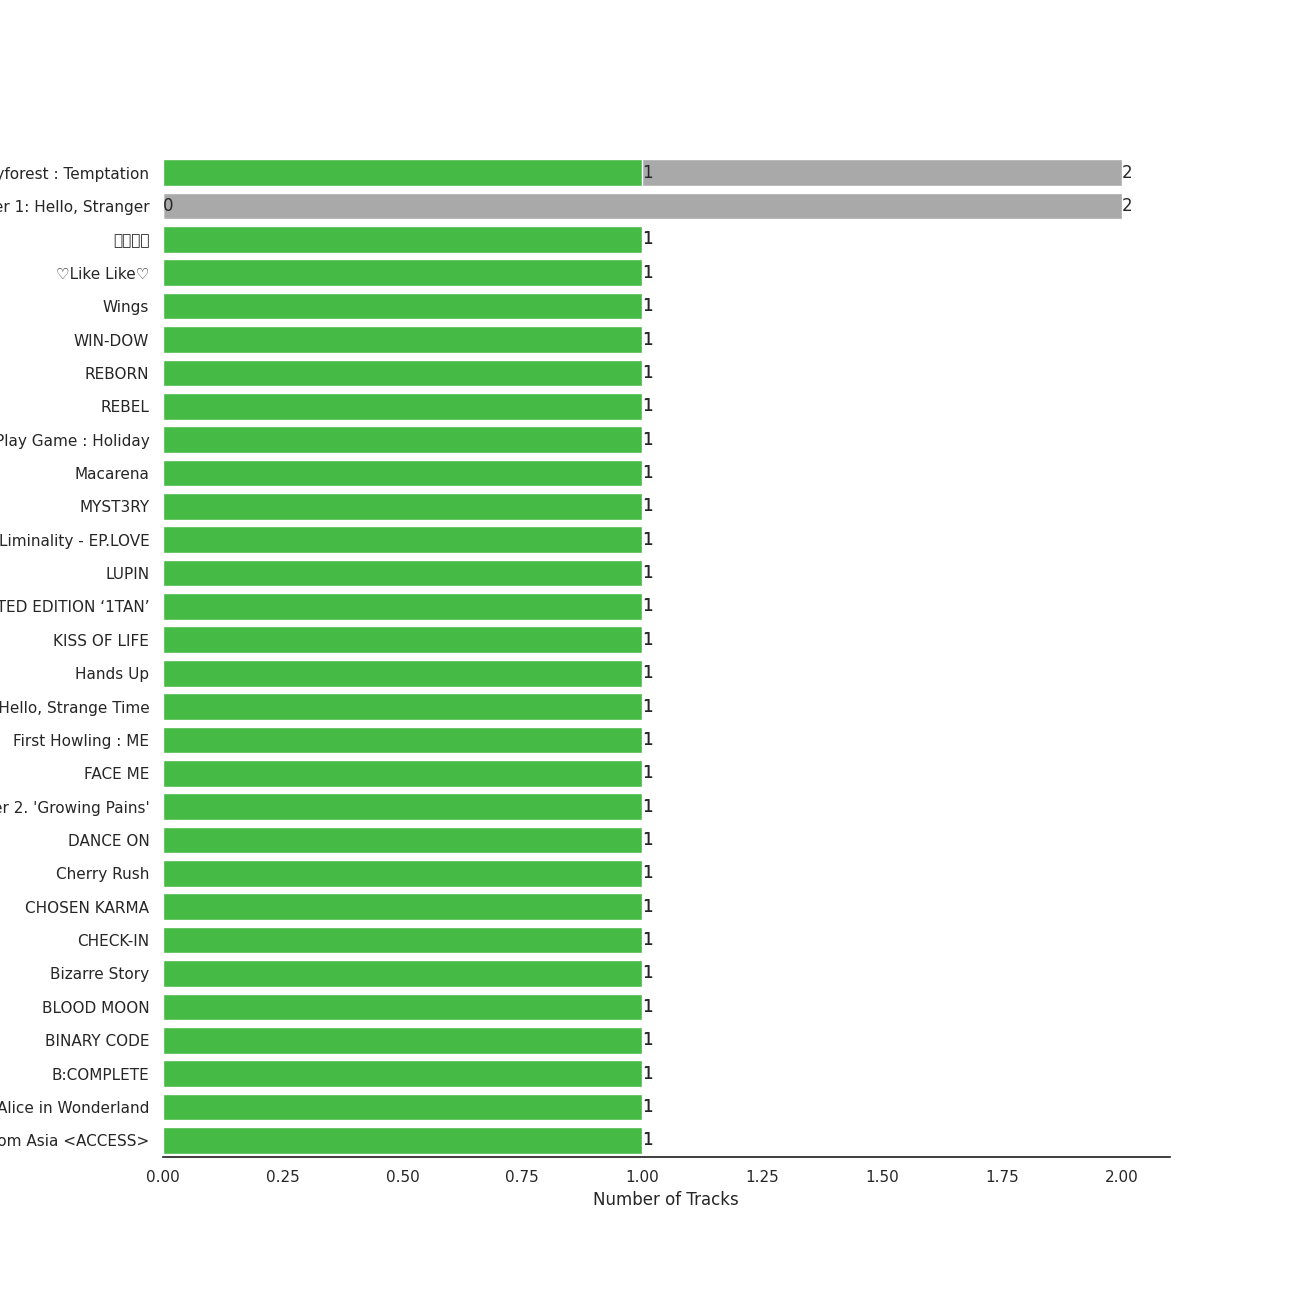 yforest : Temptation 1 2
er 1: Hello, Stranger 0 2
1
♡Like Like♡ 1
Wings 1
WIN-DOW 1
REBORN 1
REBEL 1
Play Game : Holiday 1
Macarena 1
MYST3RY 1
Liminality - EP.LOVE 1
LUPIN 1
TED EDITION ‘1TAN’ 1
KISS OF LIFE 1
Hands Up 1
Hello, Strange Time 1
First Howling : ME 1
FACE ME 1
er 2. 'Growing Pains' 1
DANCE ON 1
Cherry Rush 1
CHOSEN KARMA 1
CHECK-IN 1
Bizarre Story 1
BLOOD MOON 1
BINARY CODE 1
B:COMPLETE 1
Alice in Wonderland 1
om Asia <ACCESS> 1
0.00 0.25 0.50 0.75 1.00 1.25 1.50 1.75 2.00
Number of Tracks